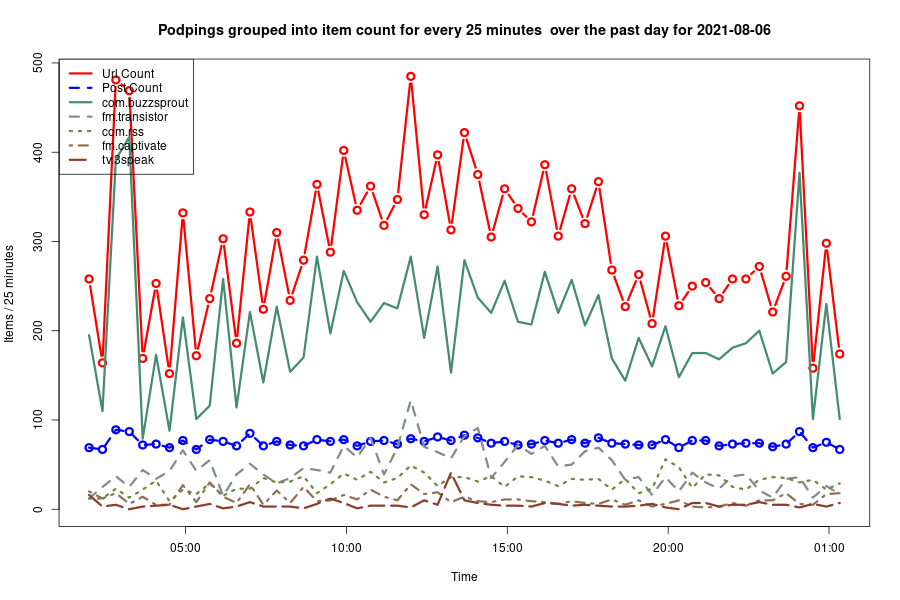 Podpings grouped into item count for every 25 minutes  over the past day for 2021-08-06
Items / 25 minutes
500
400
300
200
100
0
Url Count
Post Count
com.buzzsprout
fm.transistor
com.rss
fm.captivate
tv.3speak
05:00
10:00
15:00
20:00
01:00
Time